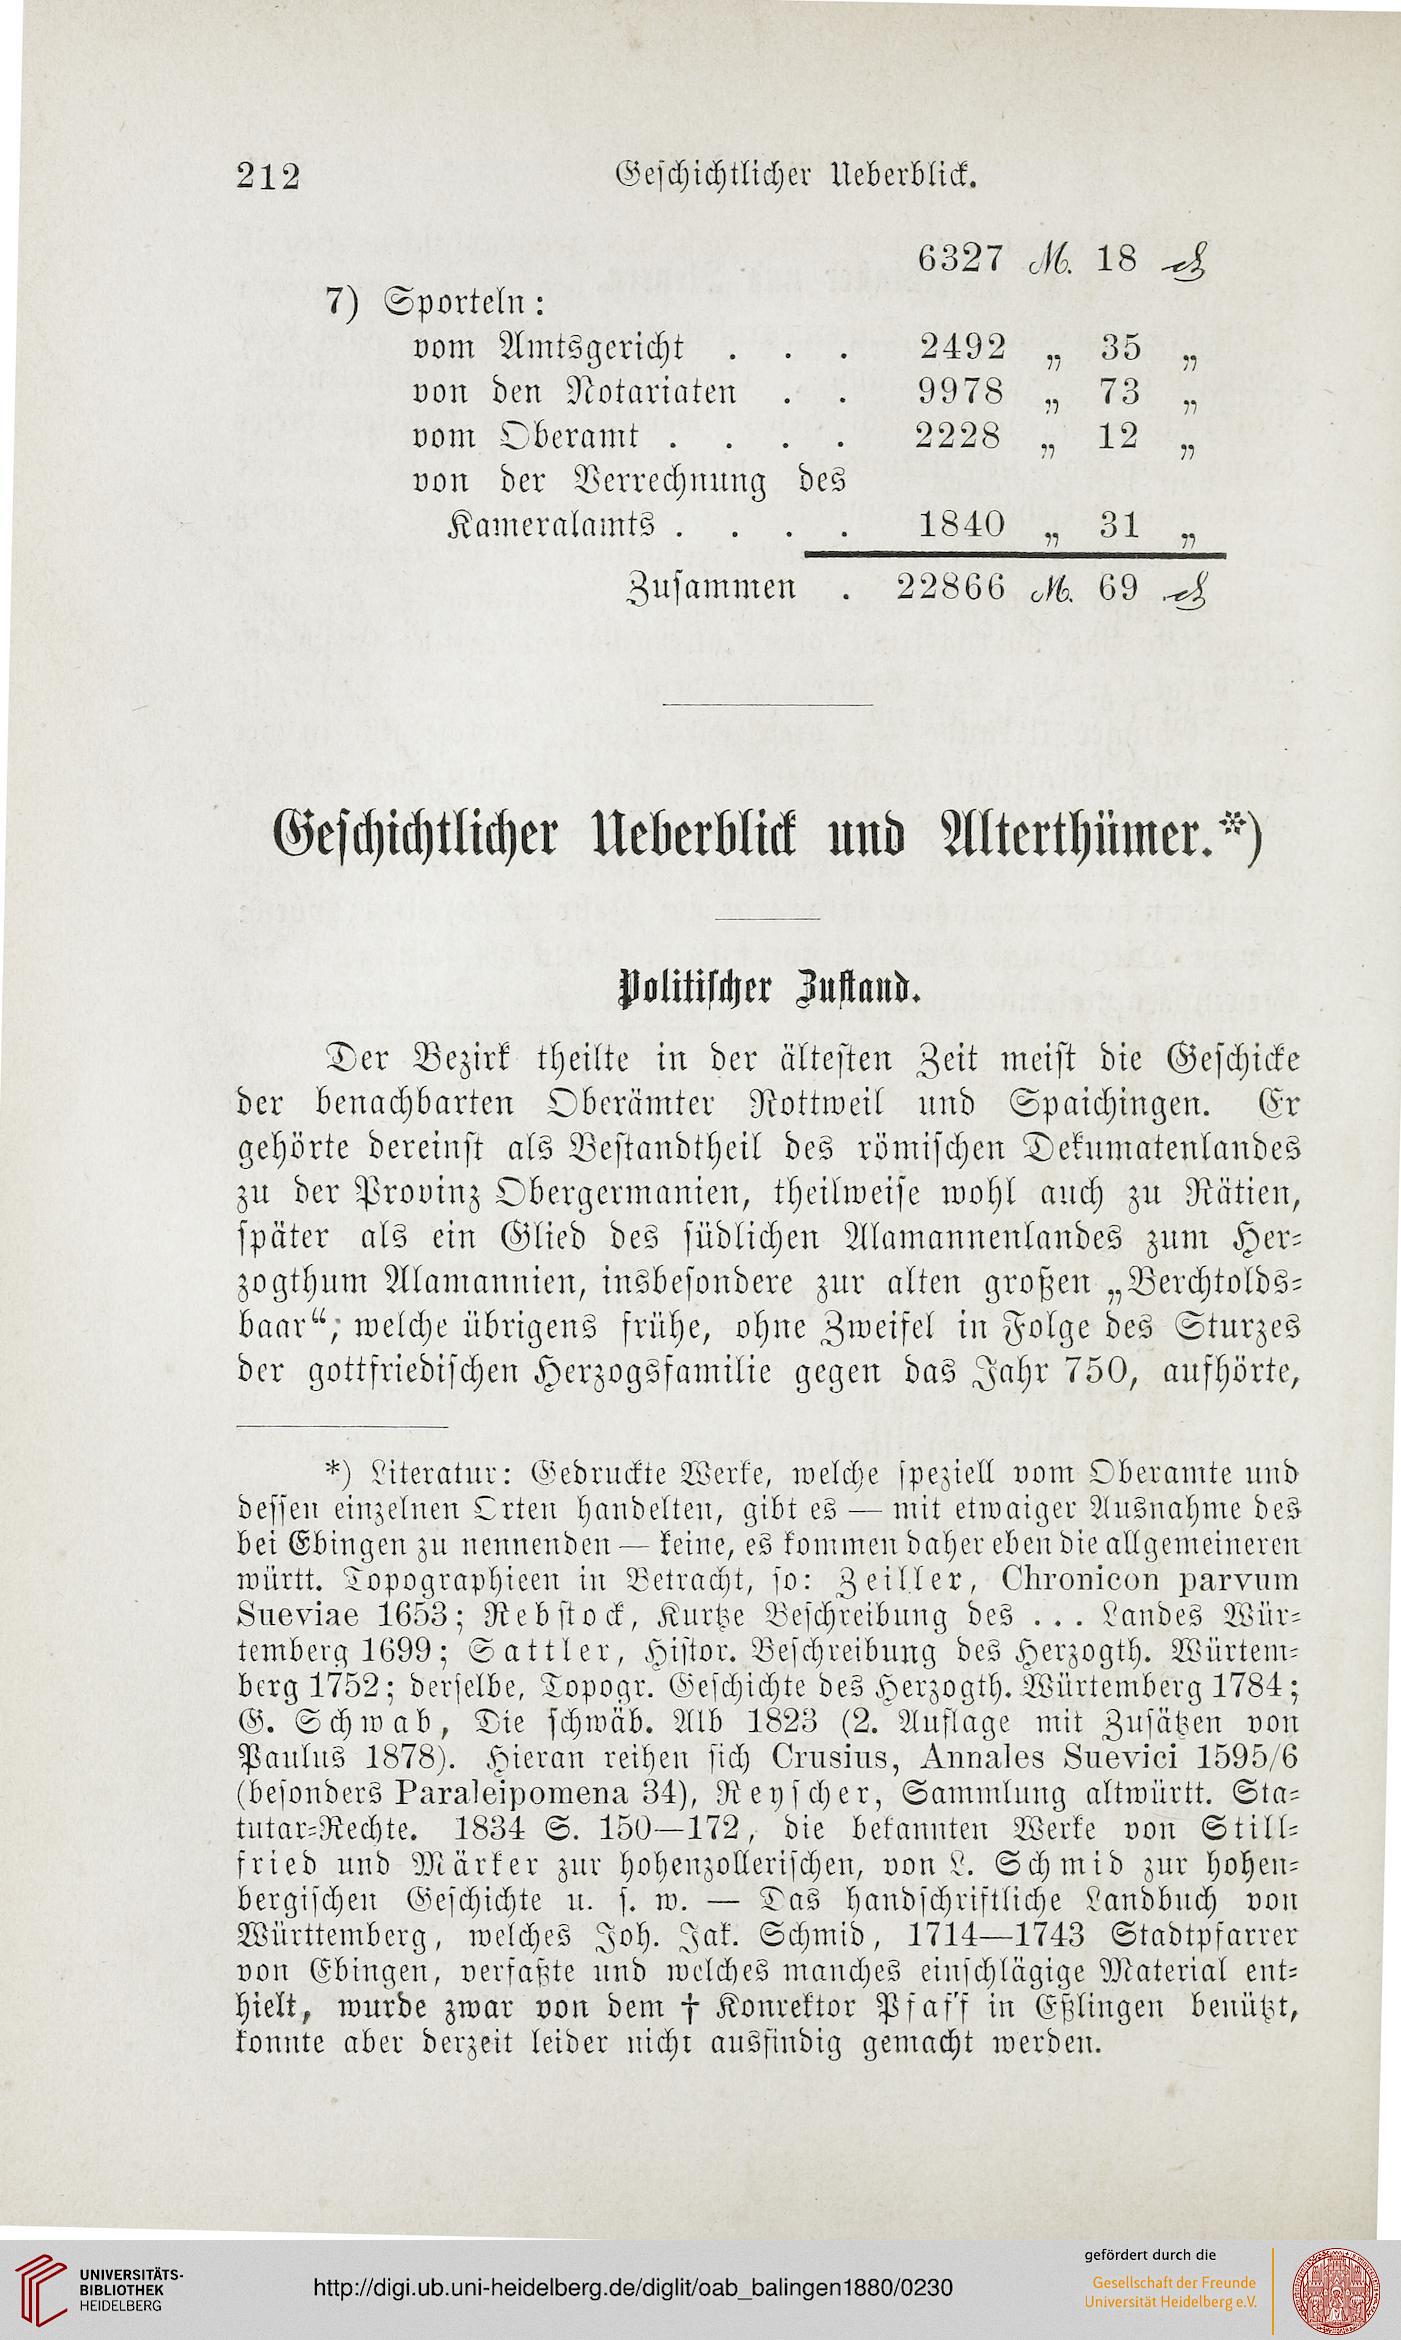 212 Geschichtlicher Ueberblick.
6327 ℳ 18 ₰
7) Sporteln:
vom Amtsgericht . . . 2492 „ 35 „
von den Notariaten . . 9978 „ 73 „
vom Oberamt . . . . 2228 „ 12 „
von der Verrechnung des
Kameralamts . . . . 1840 „ 31 „
Zusammen . 22866 ℳ 69 ₰
Geschichtlicher Ueberblick und Alterthümer.*)
Politischer Zustand.
Der Bezirk theilte in der ältesten Zeit meist die Geschicke
der benachbarten Oberämter Rottweil und Spaichingen. Er
gehörte dereinst als Bestandtheil des römischen Dekumatenlandes
zu der Provinz Obergermanien, theilweise wohl auch zu Rätien,
später als ein Glied des südlichen Alamannenlandes zum Her-
zogthum Alamannien, insbesondere zur alten großen „Berchtolds-
baar“; welche übrigens frühe, ohne Zweifel in Folge des Sturzes
der gottfriedischen Herzogsfamilie gegen das Jahr 750, aufhörte,
*) Literatur: Gedruckte Werke, welche speziell vom Oberamte und
dessen einzelnen Orten handelten, gibt es — mit etwaiger Ausnahme des
bei Ebingen zu nennenden — keine, es kommen daher eben die allgemeineren
württ. Topographieen in Betracht, so: Zeiller, Chronicon parvum
Sueviae 1653; Rebstock, Kurtze Beschreibung des ... Landes Wür-
temberg 1699; Sattler, Histor. Beschreibung des Herzogth. Würtem-
berg 1752; derselbe, Topogr. Geschichte des Herzogth. Würtemberg 1784;
G. Schwab, Die schwäb. Alb 1823 (2. Auflage mit Zusätzen von
Paulus 1878). Hieran reihen sich Crusius, Annales Suevici 1595/6
(besonders Paraleipomena 34), Reyscher, Sammlung altwürtt. Sta-
tutar-Rechte. 1834 S. 150—172, die bekannten Werke von Still-
fried und Märker zur hohenzollerischen, von L. Schmid zur hohen-
bergischen Geschichte u. s. w. — Das handschriftliche Landbuch von
Württemberg, welches Joh. Jak. Schmid, 1714—1743 Stadtpfarrer
von Ebingen, verfaßte und welches manches einschlägige Material ent-
hielt, wurde zwar von dem † Konrektor Pfaff in Eßlingen benützt,
konnte aber derzeit leider nicht ausfindig gemacht werden.
UNIVERSITÄTS-
BIBLIOTHEK
HEIDELBERG
http://digi.ub.uni-heidelberg.de/diglit/oab_balingen1880/0230
gefördert durch die
Gesellschaft der Freunde
Universität Heidelberg e.V.